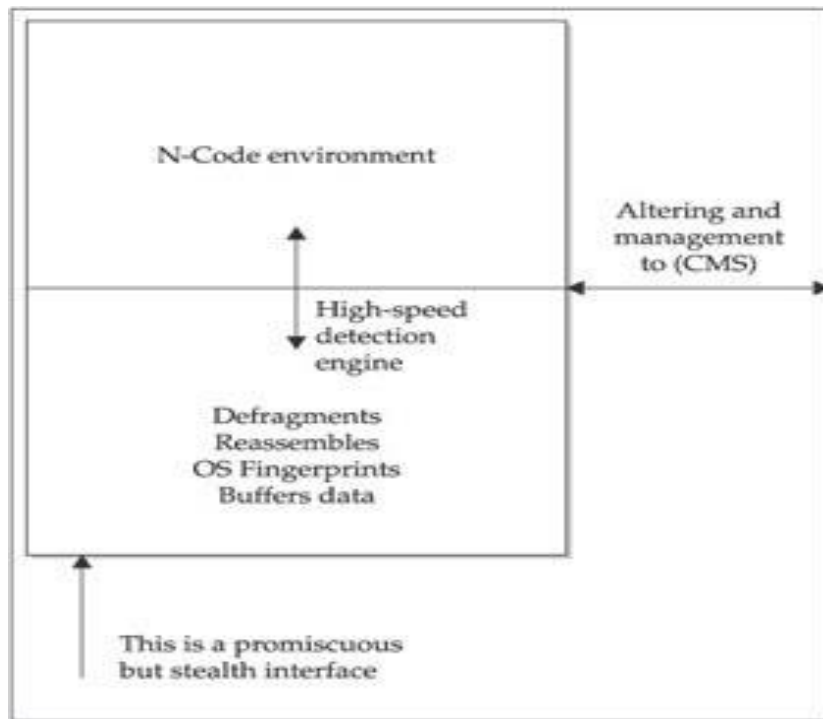 N-Code environment
Altering and
management
to (CMS)
High-speed
detection
engine
Defragments
Reassembles
OS Fingerprints
Buffers data
This is a promiscuous
but stealth interface